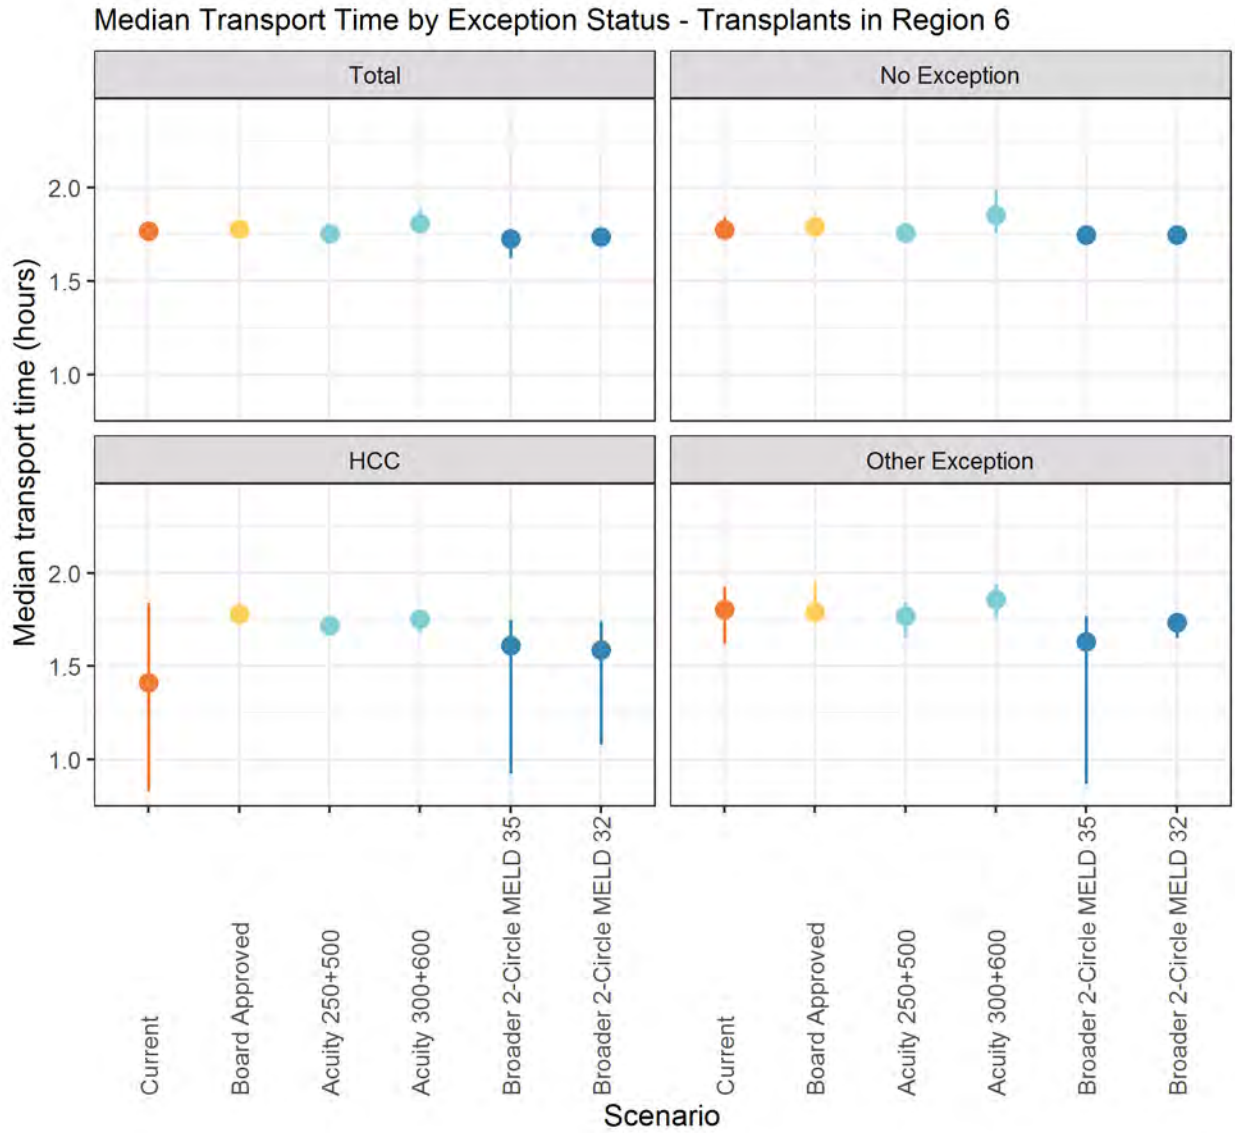 Median Transport Time by Exception Status - Transplants in Region 6
Total
No Exception
2.0
1.5
1.0
HCC
Other Exception
2.0
1.5
1.0
Median transport time (hours)
Current
Board Approved
Acuity 250+500
Acuity 300+600
Broader 2-Circle MELD 35
Broader 2-Circle MELD 32
Current
Board Approved
Acuity 250+500
Acuity 300+600
Broader 2-Circle MELD 35
Broader 2-Circle MELD 32
Scenario